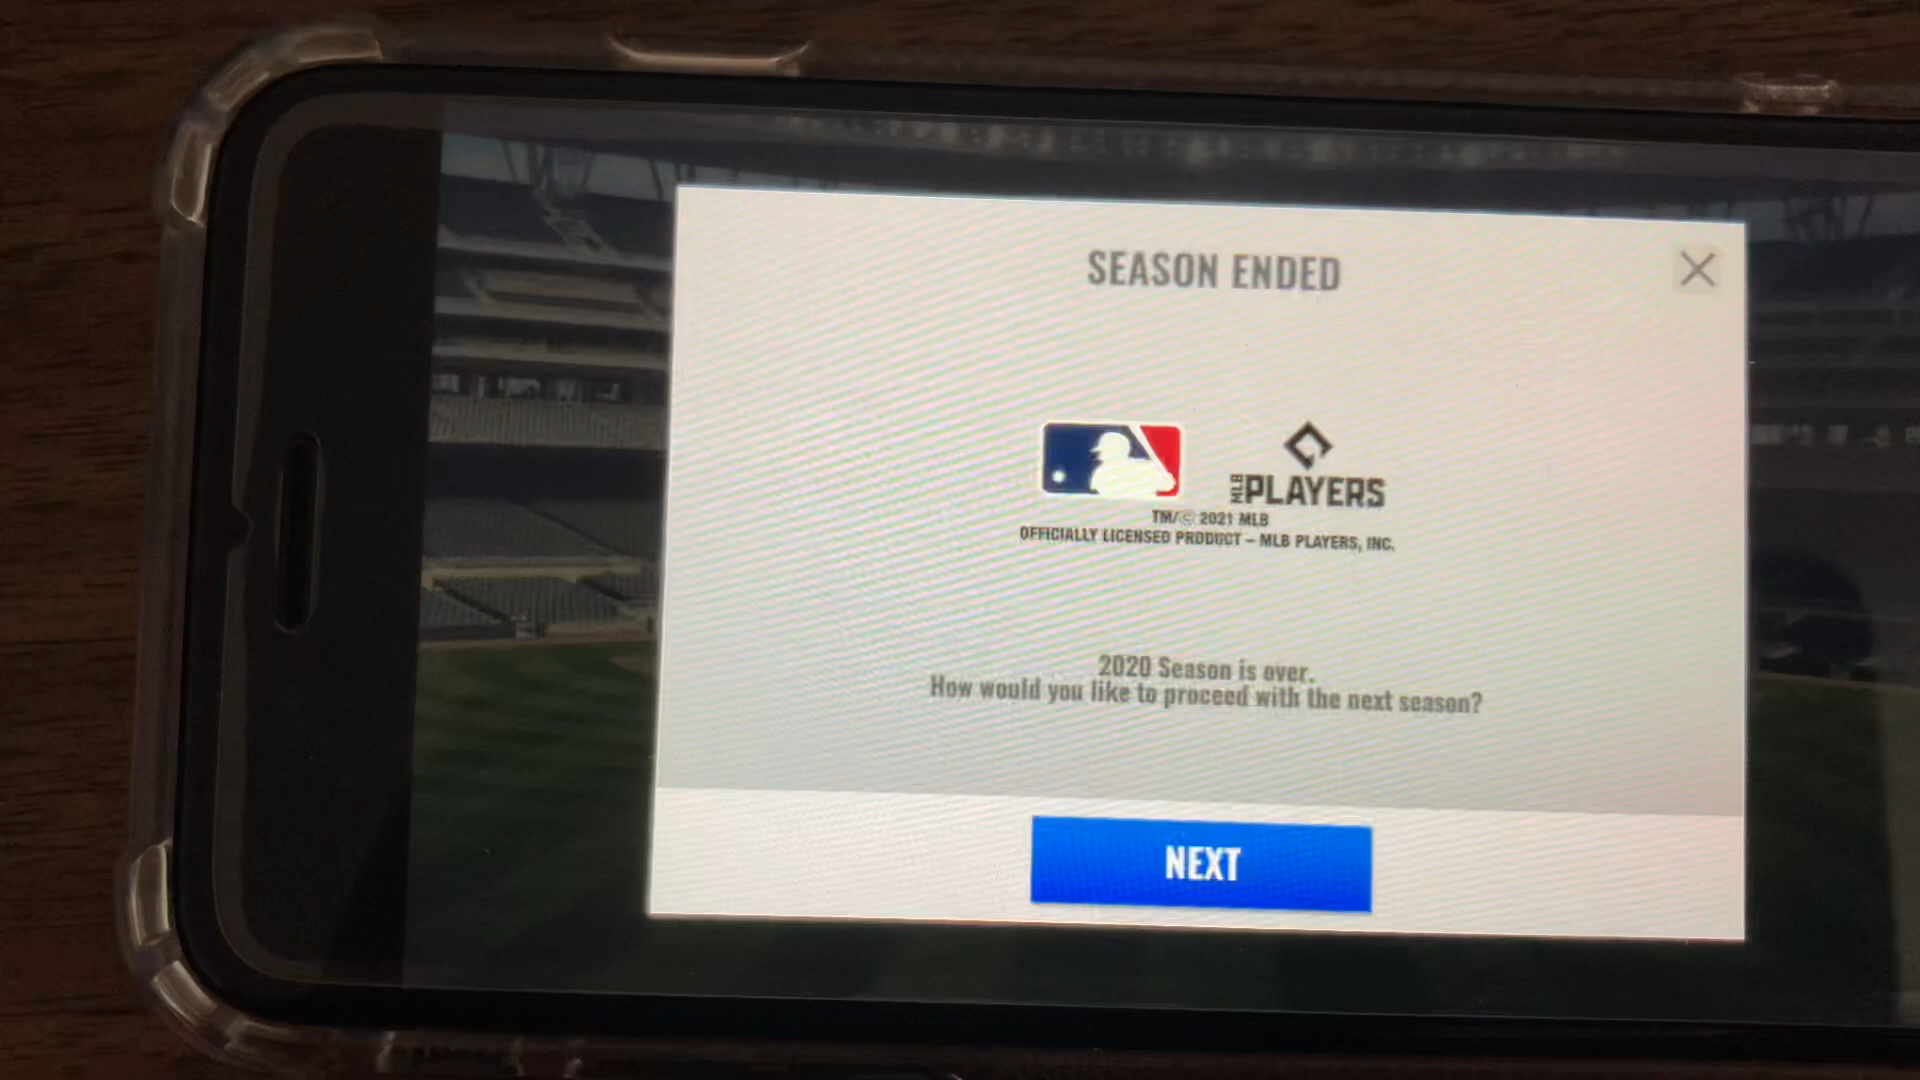 SEASON ENDED
MLB PLAYERS
TM/© 2021 MLB
OFFICIALLY LICENSED PRODUCT – MLB PLAYERS, INC.
2020 Season is over.
How would you like to proceed with the next season?
NEXT